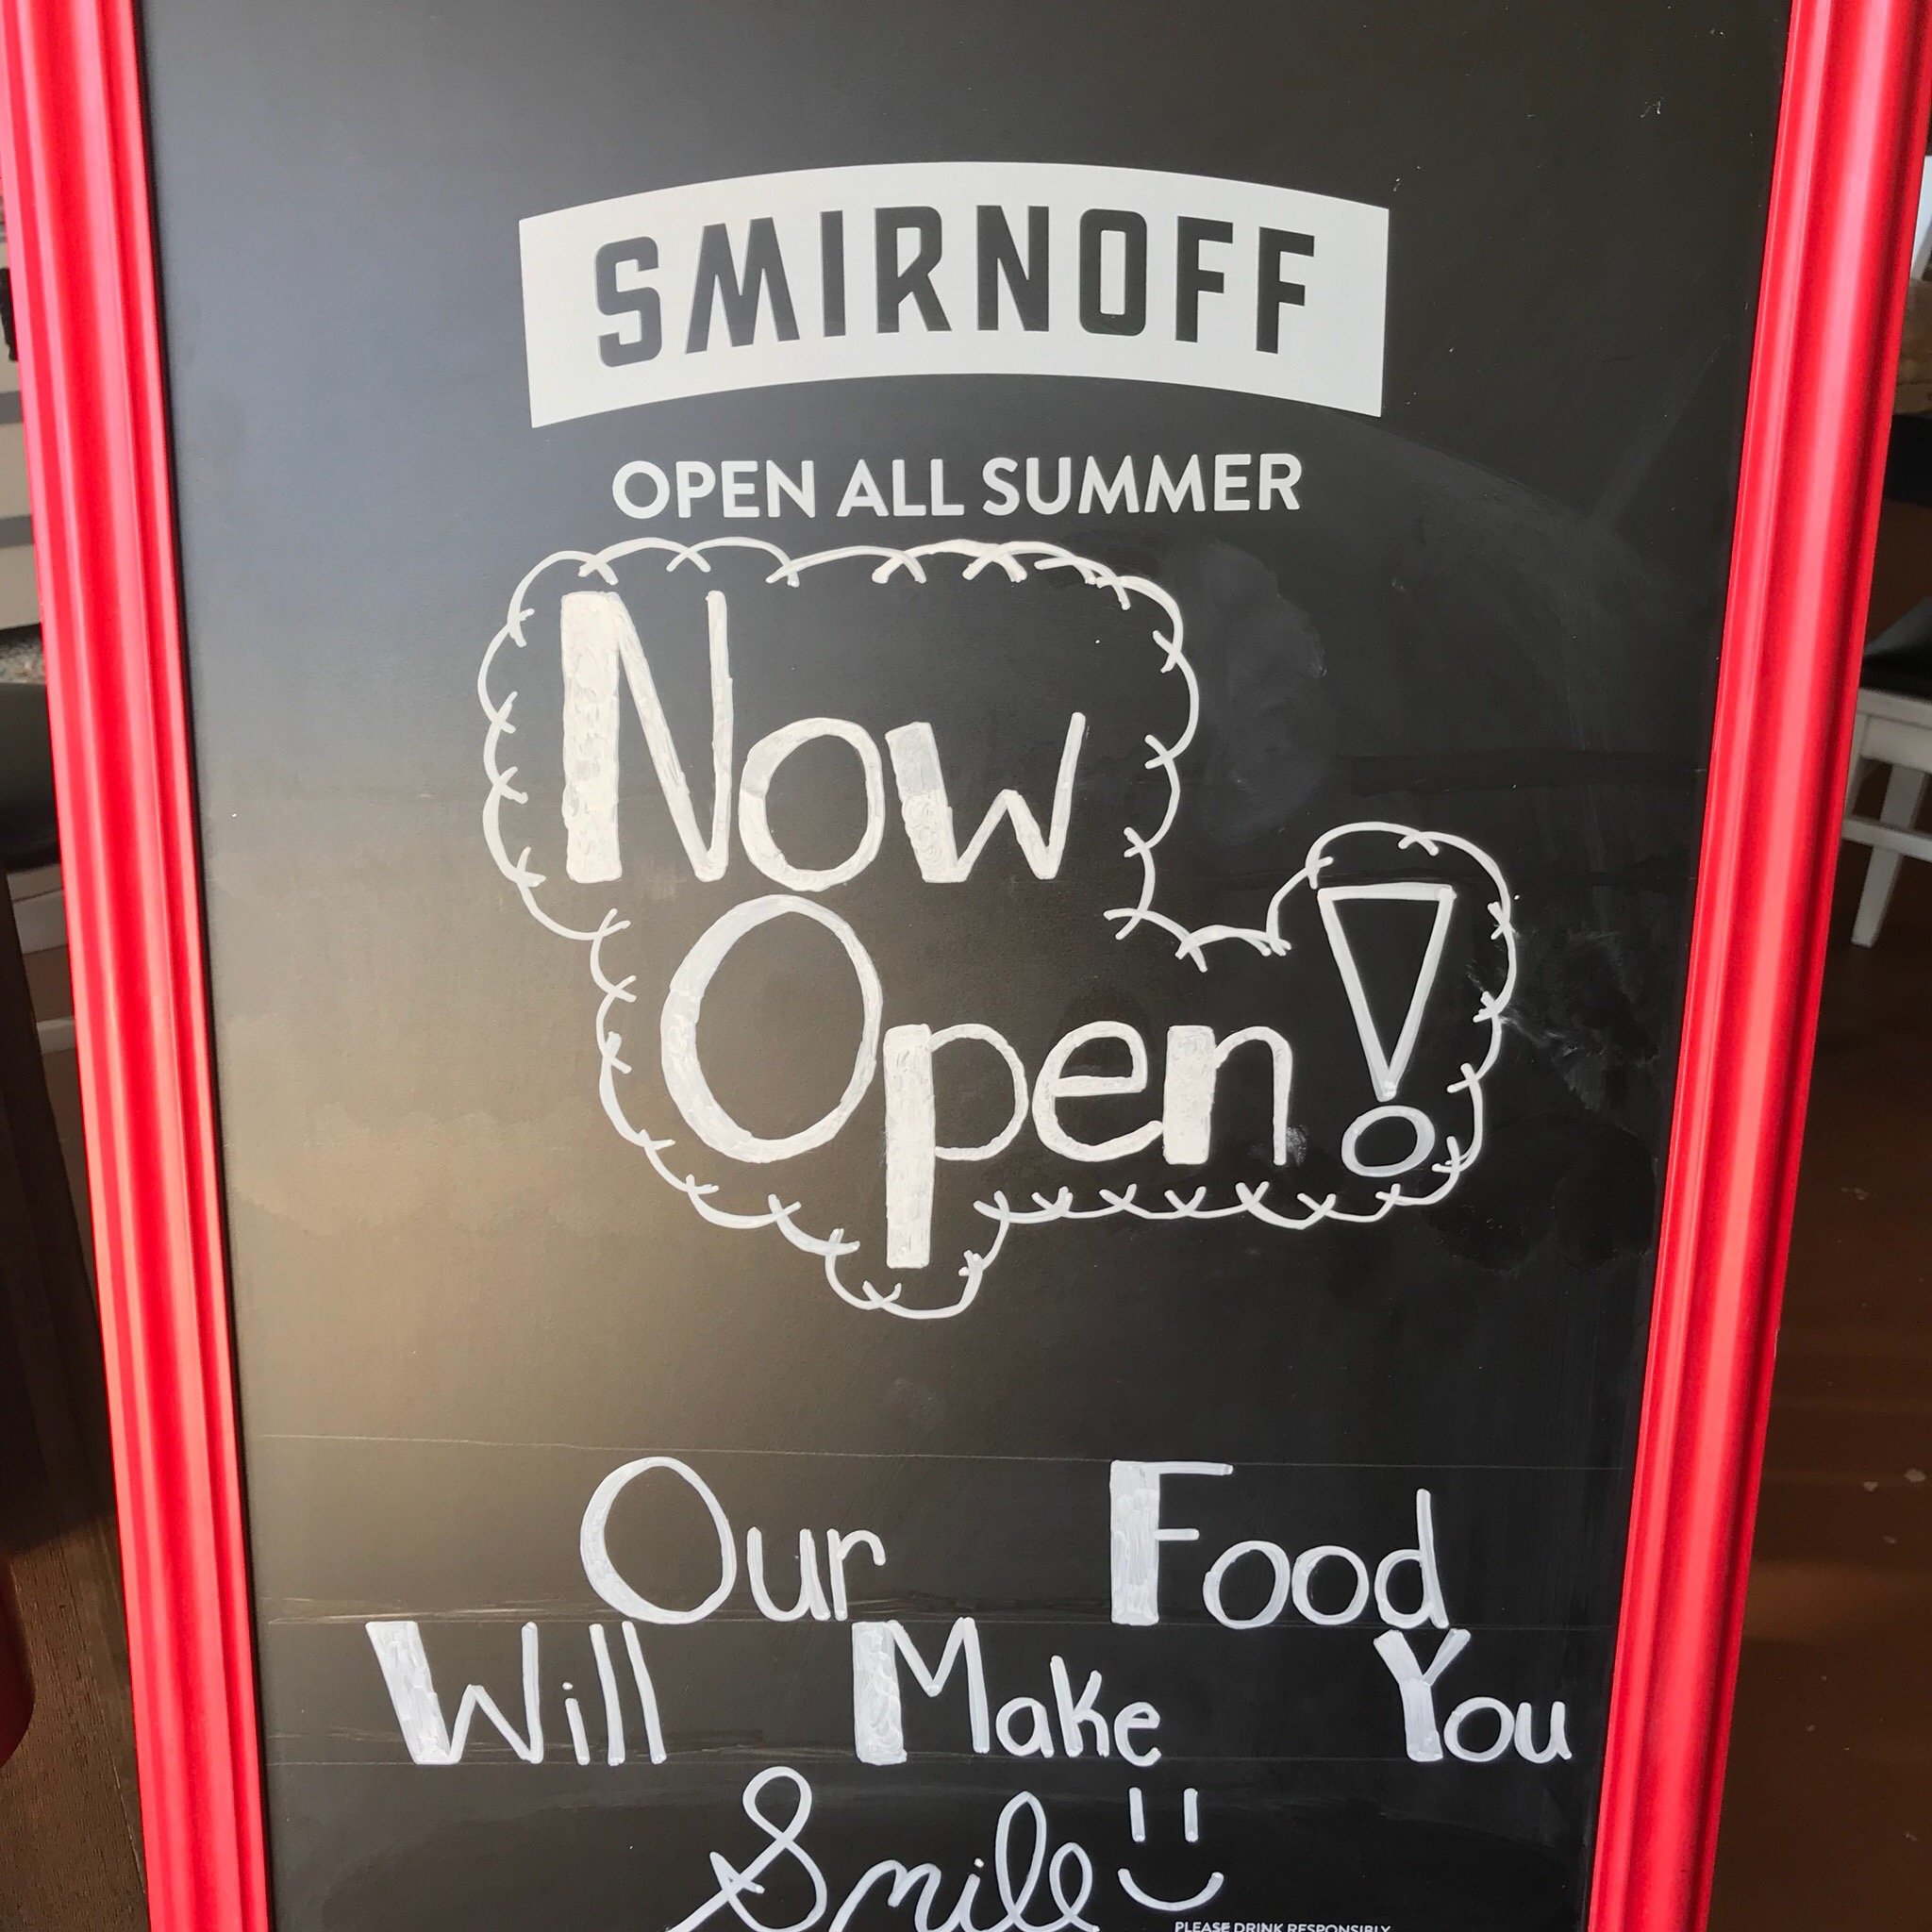 SMIRNOFF
OPEN ALL SUMMER
Now
Open!
Our Food
Will Make You
Smile
PLEASE DRINK RESPONSIBLY